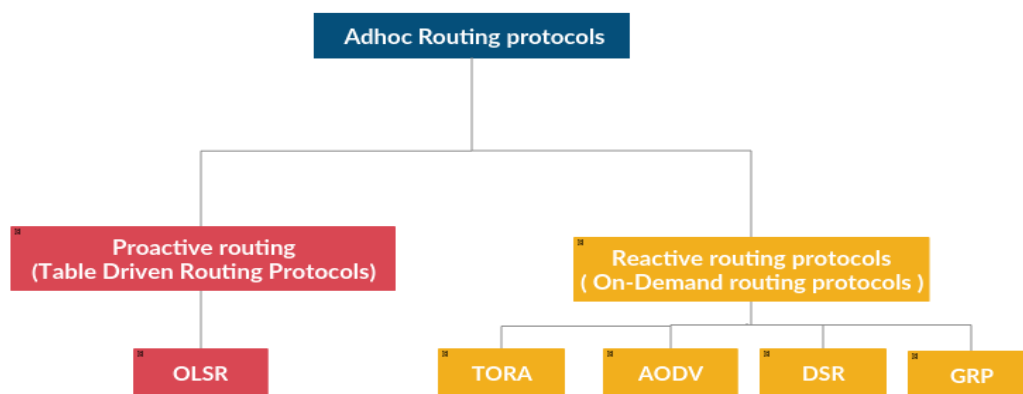 Adhoc Routing protocols
Proactive routing
(Table Driven Routing Protocols)
Reactive routing protocols
( On-Demand routing protocols )
OLSR
TORA
AODV
DSR
GRP